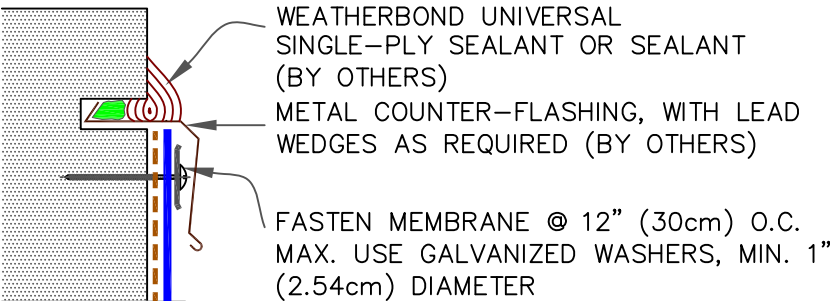 WEATHERBOND UNIVERSAL
SINGLE-PLY SEALANT OR SEALANT
(BY OTHERS)
METAL COUNTER-FLASHING, WITH LEAD
WEDGES AS REQUIRED (BY OTHERS)
FASTEN MEMBRANE @ 12” (30cm) O.C.
MAX. USE GALVANIZED WASHERS, MIN. 1”
(2.54cm) DIAMETER